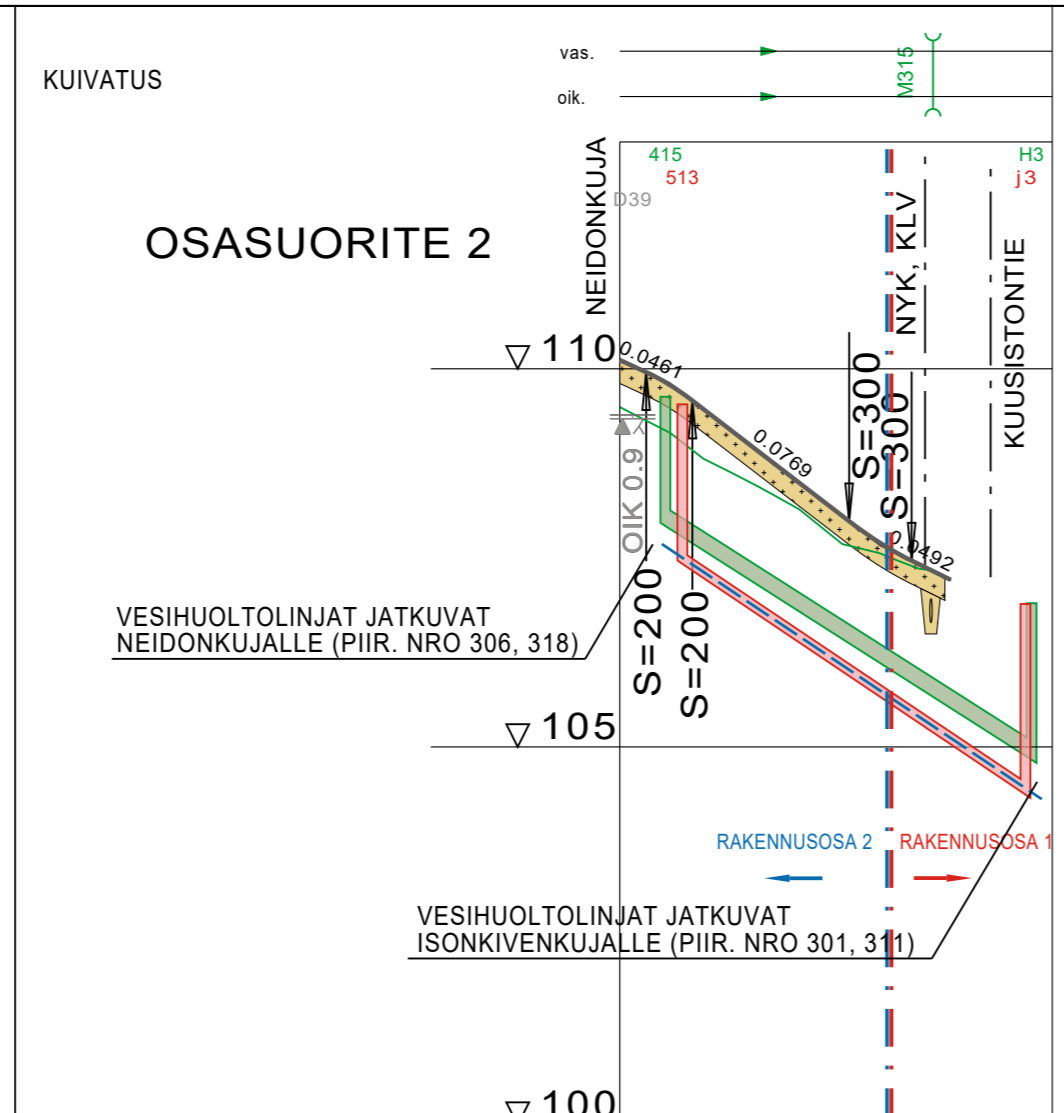 vas.
KUIVATUS
oik.
M315
415
H3
513
j3
D39
NEIDONKUJA
OSASUORITE 2
NYK, KLV
KUUSISTONTIE
110
0.0461
S=300
S=300
0.0769
OIK 0.9
0.0492
VESIHUOLTOLINJAT JATKUVAT
NEIDONKUJALLE (PIIR. NRO 306, 318)
S=200
S=200
105
RAKENNUSOSA 2
RAKENNUSOSA 1
VESIHUOLTOLINJAT JATKUVAT
ISONKIVENKUJALLE (PIIR. NRO 301, 311)
100